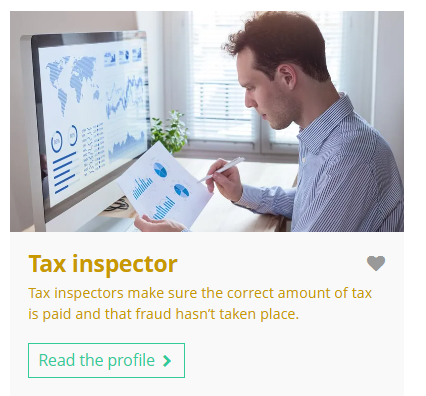 Tax inspector
Tax inspectors make sure the correct amount of tax
is paid and that fraud hasn’t taken place.
Read the profile